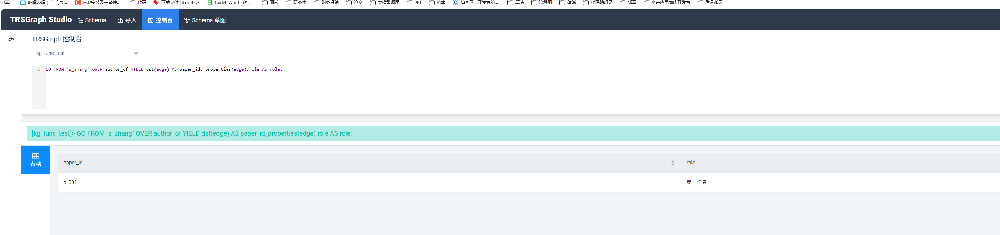 哔哩哔哩 (゜-゜)つ... wsl2安装及一些使... 代码 下载文件 | iLovePDF CodeInWord - 简... 面试 研究生 财务报销 论文 大模型调用 PPT 档案 博客园 - 开发者的... 算法 流程图 壁纸 代码随想录 部署 小米应用商店开发者 腾讯微云
TRSGraph Studio Schema 导入 控制台 Schema 草图
TRSGraph 控制台
kg_func_test
1 GO FROM "s_zhang" OVER author_of YIELD dst(edge) AS paper_id, properties(edge).role AS role;
[kg_func_test]> GO FROM "s_zhang" OVER author_of YIELD dst(edge) AS paper_id, properties(edge).role AS role;
表格
paper_id role
p_001 第一作者